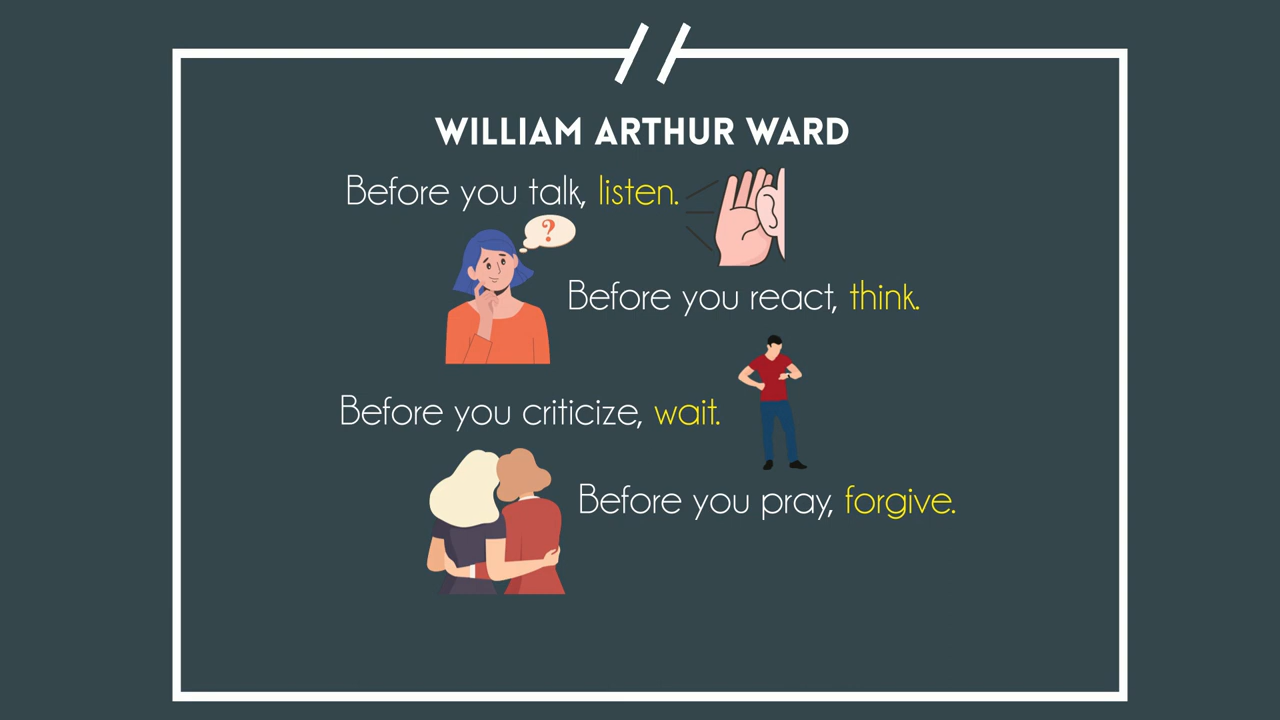 WILLIAM ARTHUR WARD
Before you talk, listen.
?
Before you react, think.
Before you criticize, wait.
Before you pray, forgive.